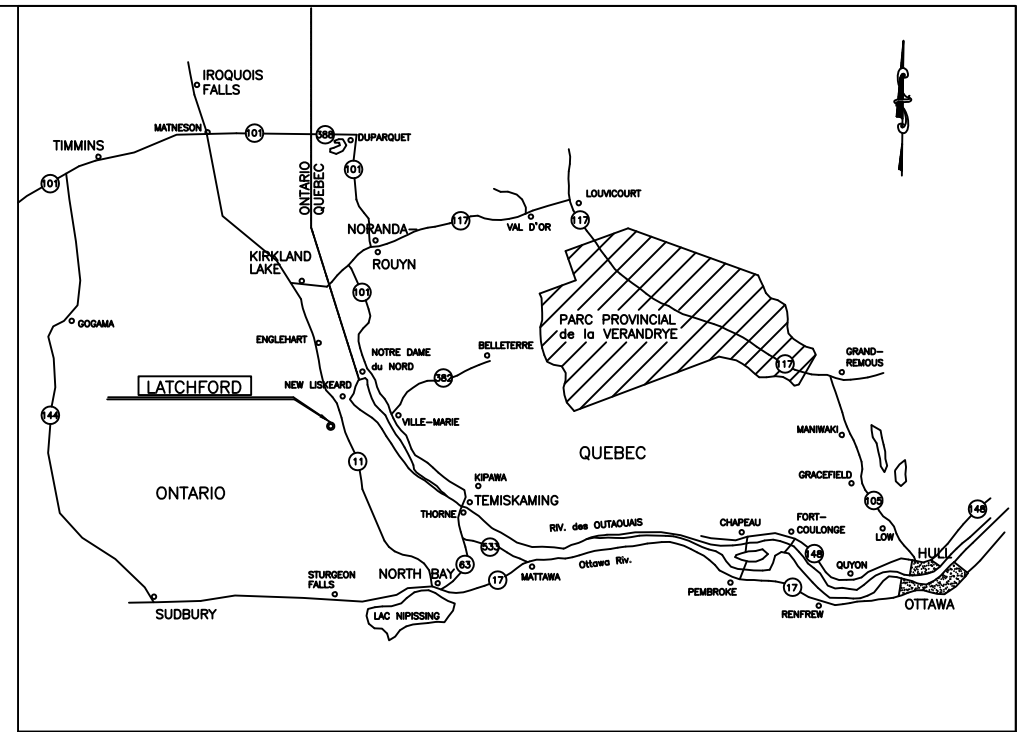 IROQUOIS
FALLS
MATNESON
101
388
DUPARQUET
TIMMINS
101
101
ONTARIO
QUEBEC
LOUVICOURT
117
117
VAL D'OR
NORANDA-
ROUYN
KIRKLAND
LAKE
101
GOGAMA
PARC PROVINCIAL
de la VERANDRYE
ENGLEHART
NOTRE DAME
du NORD
BELLETERRE
117
GRAND-
REMOUS
382
LATCHFORD
NEW LISKEARD
VILLE-MARIE
144
MANIWAKI
11
QUEBEC
KIPAWA
GRACEFIELD
ONTARIO
TEMISKAMING
THORNE
105
148
RIV. des OUTAOUAIS
CHAPEAU
FORT-
COULONGE
LOW
533
Ottawa Riv.
148
HULL
63
MATTAWA
QUYON
STURGEON
FALLS
NORTH BAY
17
PEMBROKE
17
RENFREW
OTTAWA
SUDBURY
LAC NIPISSING